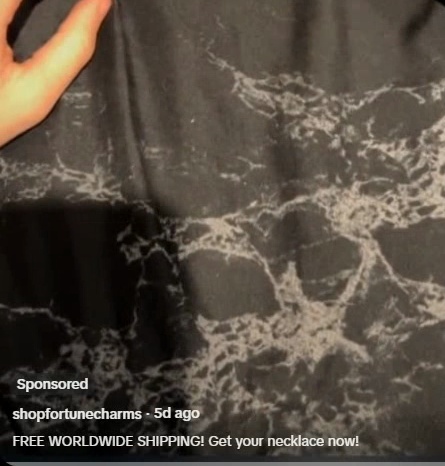 Sponsored
shopfortunecharms · 5d ago
FREE WORLDWIDE SHIPPING! Get your necklace now!